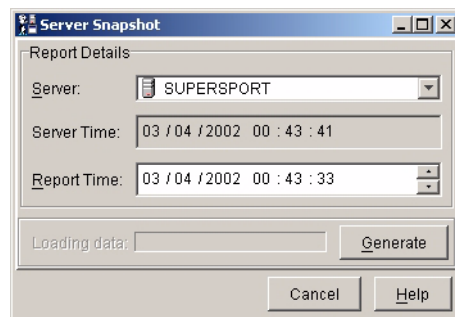 Server Snapshot
Report Details
Server: SUPERSPORT
Server Time: 03 / 04 / 2002 00 : 43 : 41
Report Time: 03 / 04 / 2002 00 : 43 : 33
Loading data: Generate
Cancel Help